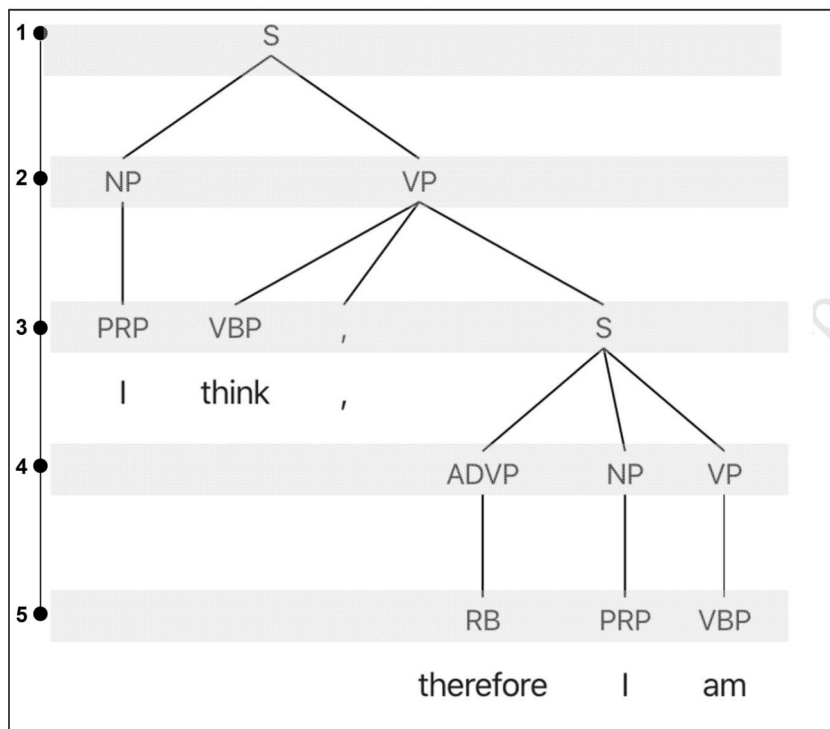 1 S
2 NP VP
3 PRP VBP , S
I think ,
4 ADVP NP VP
5 RB PRP VBP
therefore I am